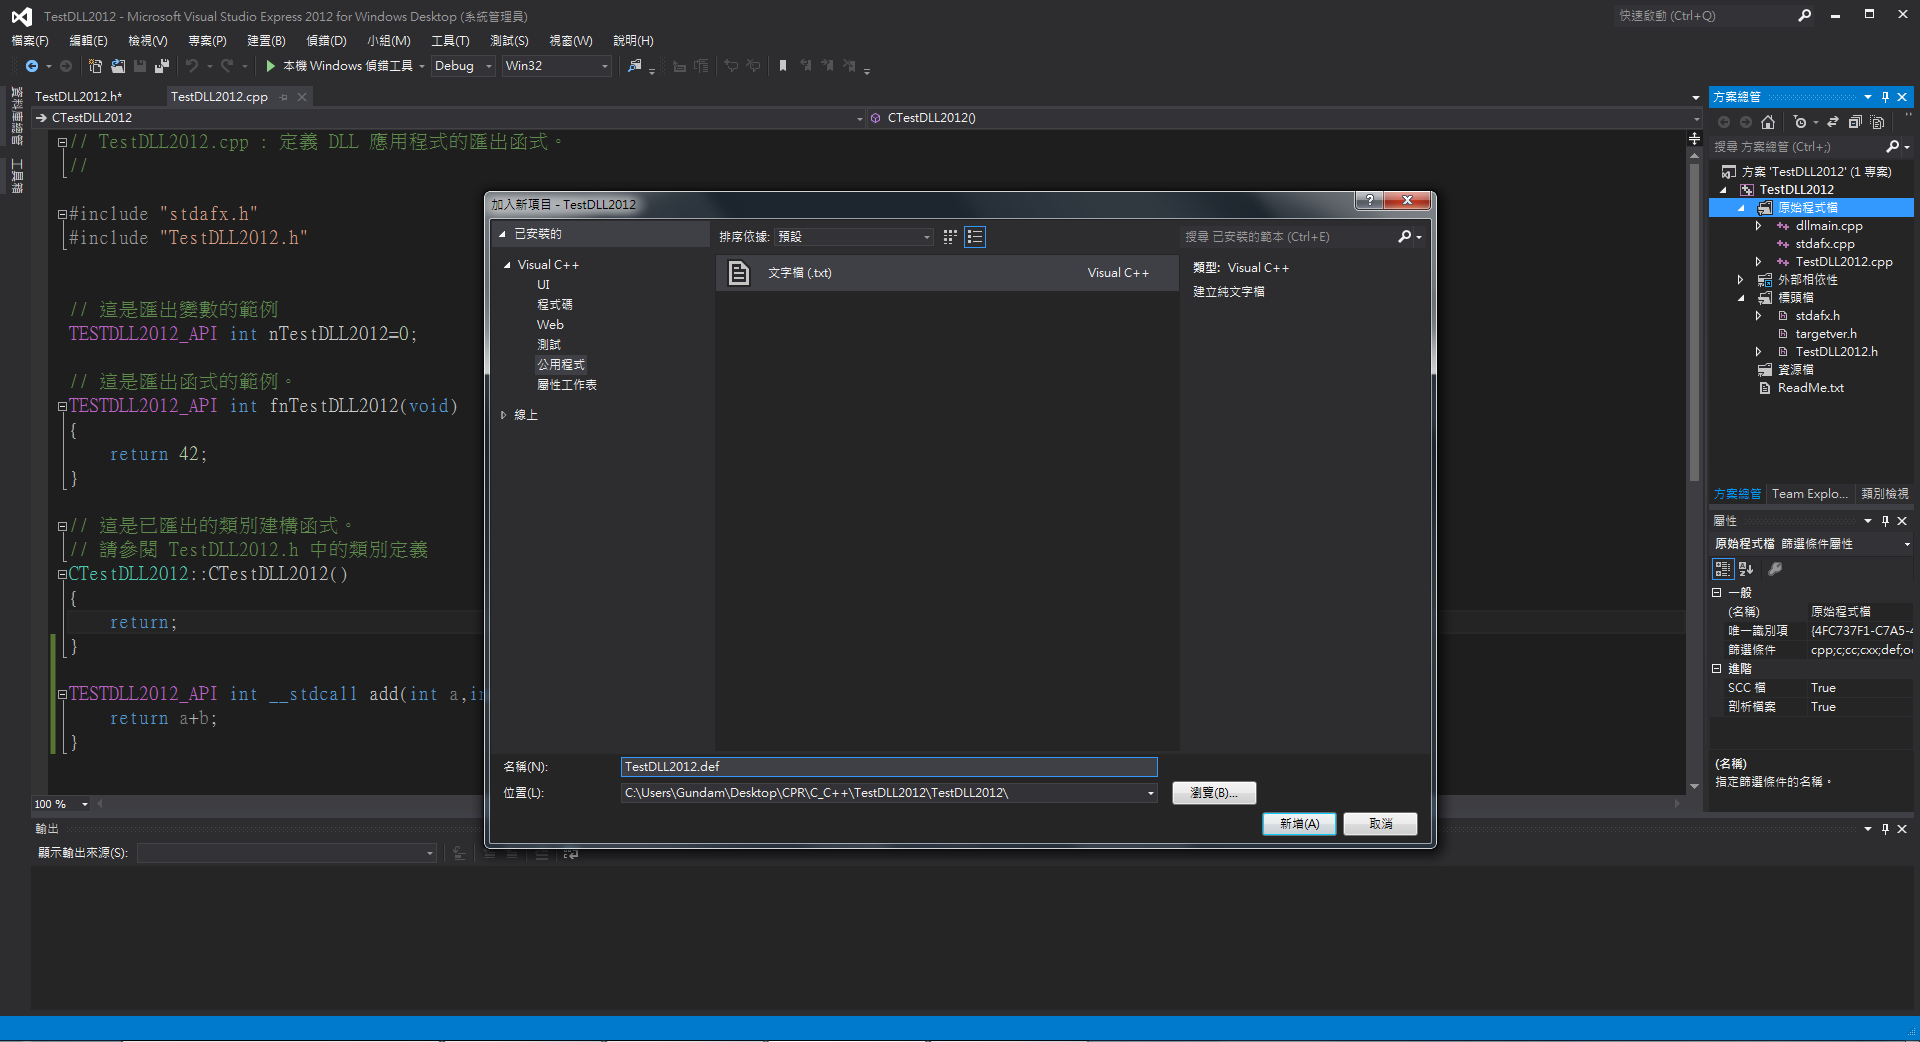 TestDLL2012 - Microsoft Visual Studio Express 2012 for Windows Desktop (系統管理員)
快速啟動 (Ctrl+Q)
檔案(F) 編輯(E) 檢視(V) 專案(P) 建置(B) 偵錯(D) 小組(M) 工具(T) 測試(S) 視窗(W) 說明(H)
本機 Windows 偵錯工具 Debug Win32
資料庫總管
工具箱
TestDLL2012.h* TestDLL2012.cpp
CTestDLL2012 CTestDLL2012()
// TestDLL2012.cpp : 定義 DLL 應用程式的匯出函式。
//
#include "stdafx.h"
#include "TestDLL2012.h"
// 這是匯出變數的範例
TESTDLL2012_API int nTestDLL2012=0;
// 這是匯出函式的範例。
TESTDLL2012_API int fnTestDLL2012(void)
{
return 42;
}
// 這是已匯出的類別建構函式。
// 請參閱 TestDLL2012.h 中的類別定義
CTestDLL2012::CTestDLL2012()
{
return;
}
TESTDLL2012_API int __stdcall add(int a,in
return a+b;
}
100 %
輸出
顯示輸出來源(S):
加入新項目 - TestDLL2012
?
已安裝的
Visual C++
UI
程式碼
Web
測試
公用程式
屬性工作表
線上
排序依據: 預設
文字檔 (.txt) Visual C++
搜尋 已安裝的範本 (Ctrl+E)
類型: Visual C++
建立純文字檔
名稱(N): TestDLL2012.def
位置(L): C:\Users\Gundam\Desktop\CPR\C_C++\TestDLL2012\TestDLL2012\
瀏覽(B)...
新增(A) 取消
方案總管
搜尋 方案總管 (Ctrl+;)
方案 'TestDLL2012' (1 專案)
TestDLL2012
原始程式檔
dllmain.cpp
stdafx.cpp
TestDLL2012.cpp
外部相依性
標頭檔
stdafx.h
targetver.h
TestDLL2012.h
資源檔
ReadMe.txt
方案總管 Team Explo... 類別檢視
屬性
原始程式檔 篩選條件屬性
一般
(名稱) 原始程式檔
唯一識別項 {4FC737F1-C7A5-4
篩選條件 cpp;c;cc;cxx;def;o
進階
SCC 檔 True
剖析檔案 True
(名稱)
指定篩選條件的名稱。